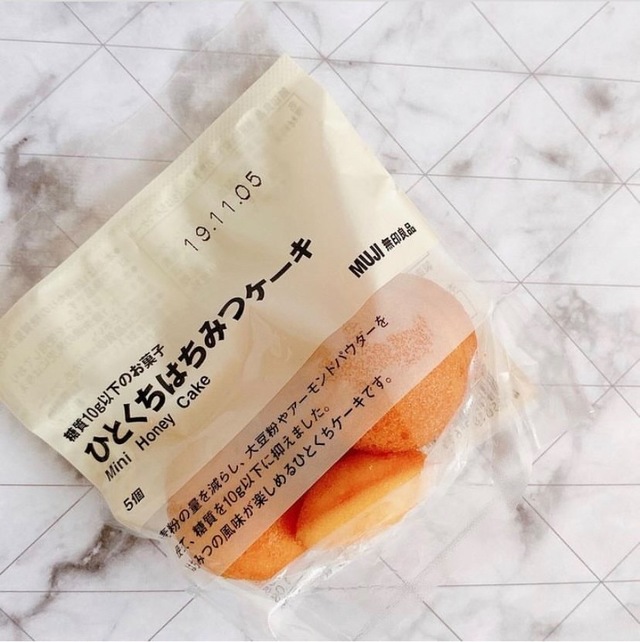 19.11.05
MUJI 無印良品
糖質10g以下のお菓子
ひとくちはちみつケーキ
Mini Honey Cake
5個
粉の量を減らし、大豆粉やアーモンドパウダーを
て、糖質を10g以下に抑えました。
みつの風味が楽しめるひとくちケーキです。